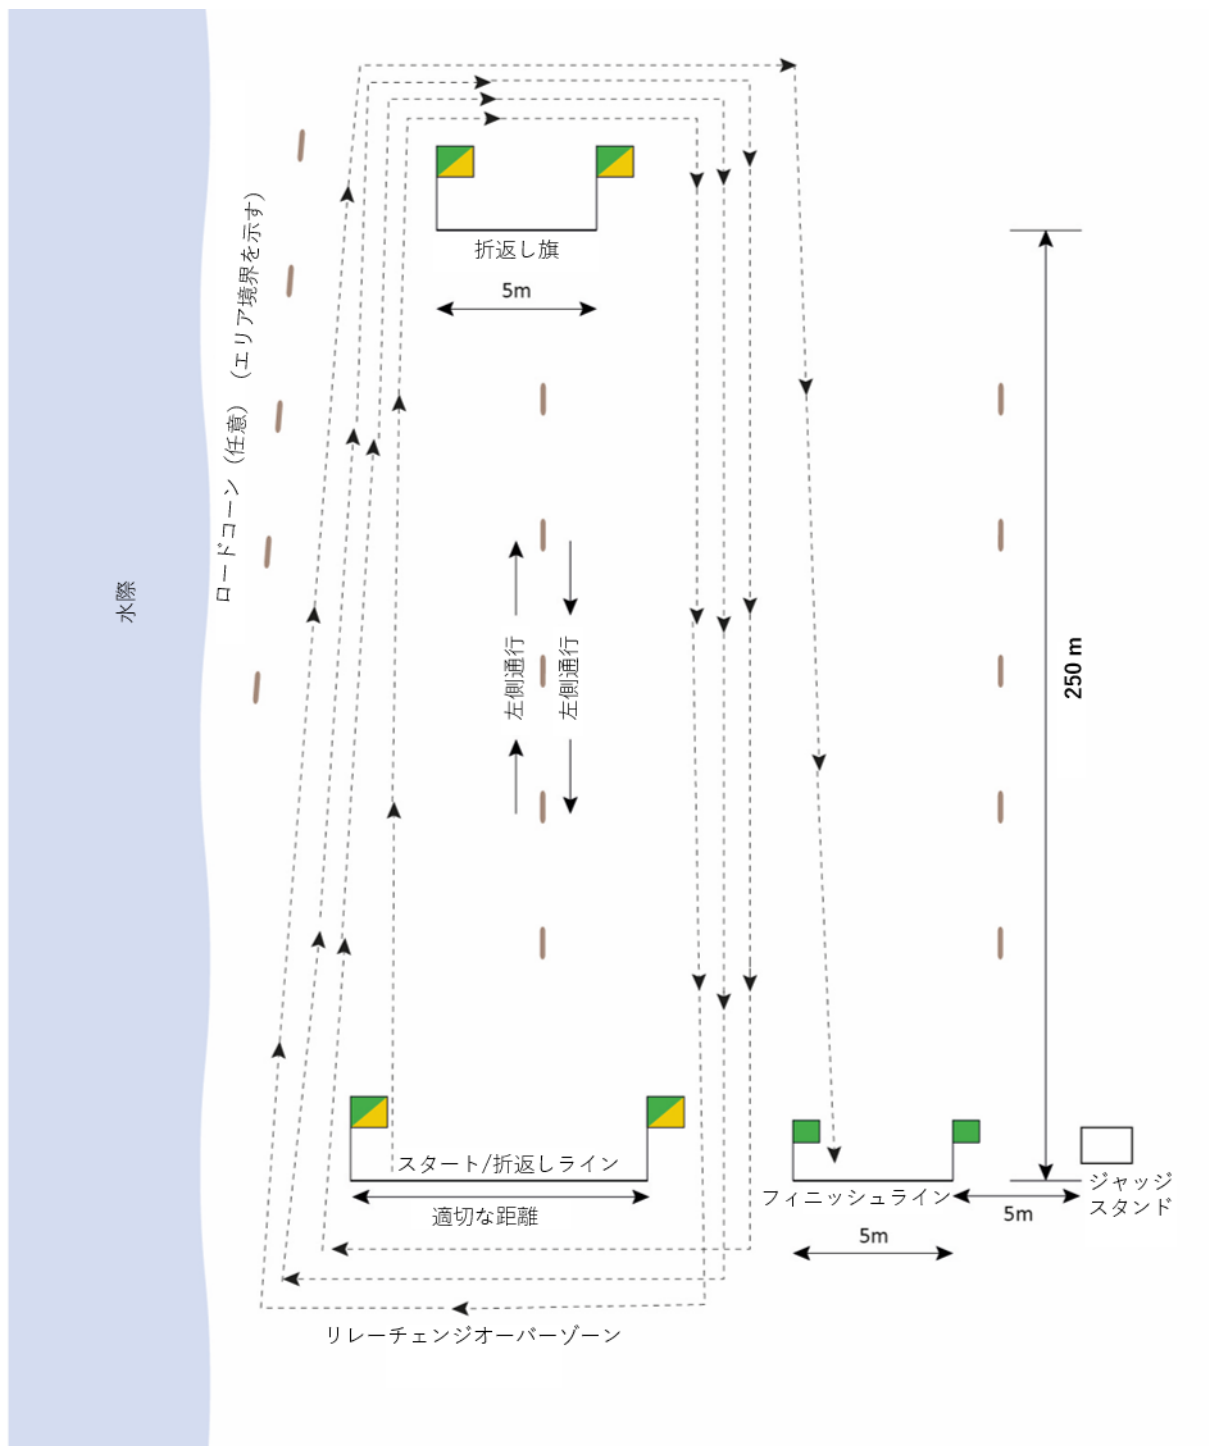 折返し旗
5m
ロードコーン（任意）（エリア境界を示す）
水際
左側通行
左側通行
250 m
スタート/折返しライン
適切な距離
フィニッシュライン
ジャッジ
スタンド
5m
5m
リレーチェンジオーバーゾーン